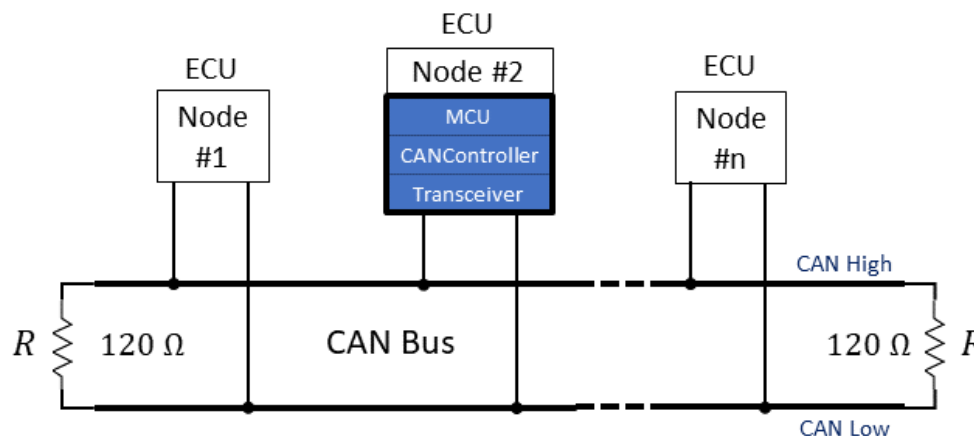 ECU
ECU
Node #2
ECU
Node
#1
MCU
CANController
Transceiver
Node
#n
CAN High
R
120 Ω
CAN Bus
120 Ω
R
CAN Low